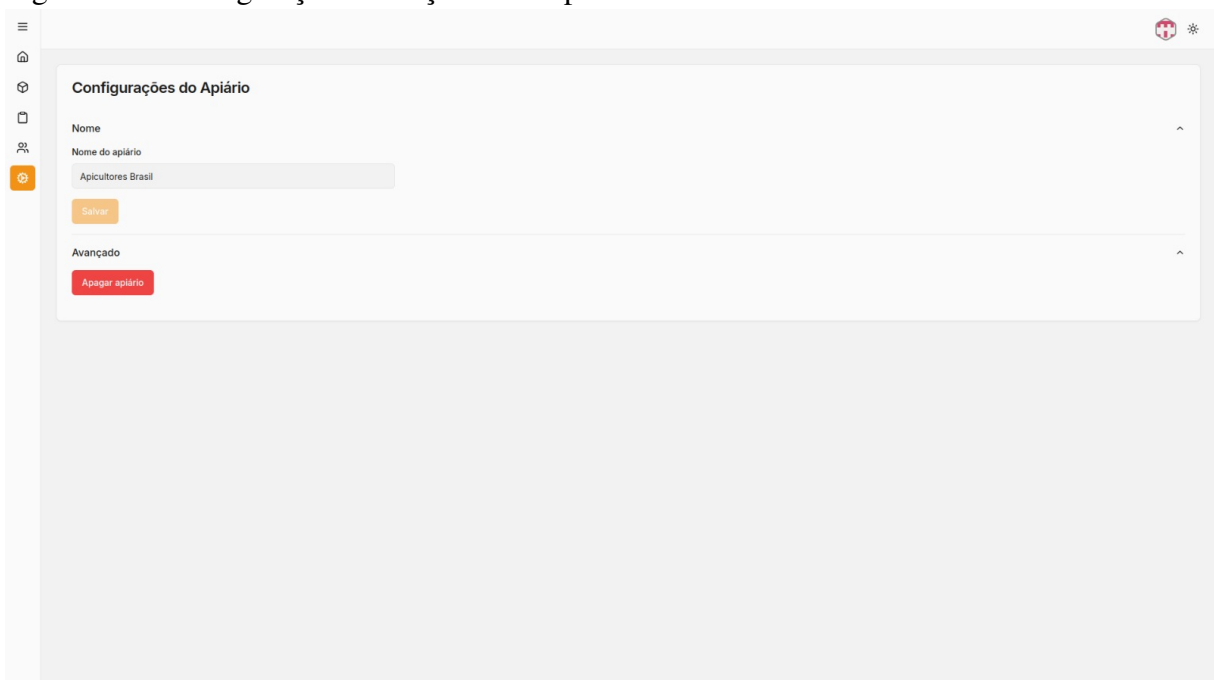 Configurações do Apiário
Nome
Nome do apiário
Apicultores Brasil
Salvar
Avançado
Apagar apiário